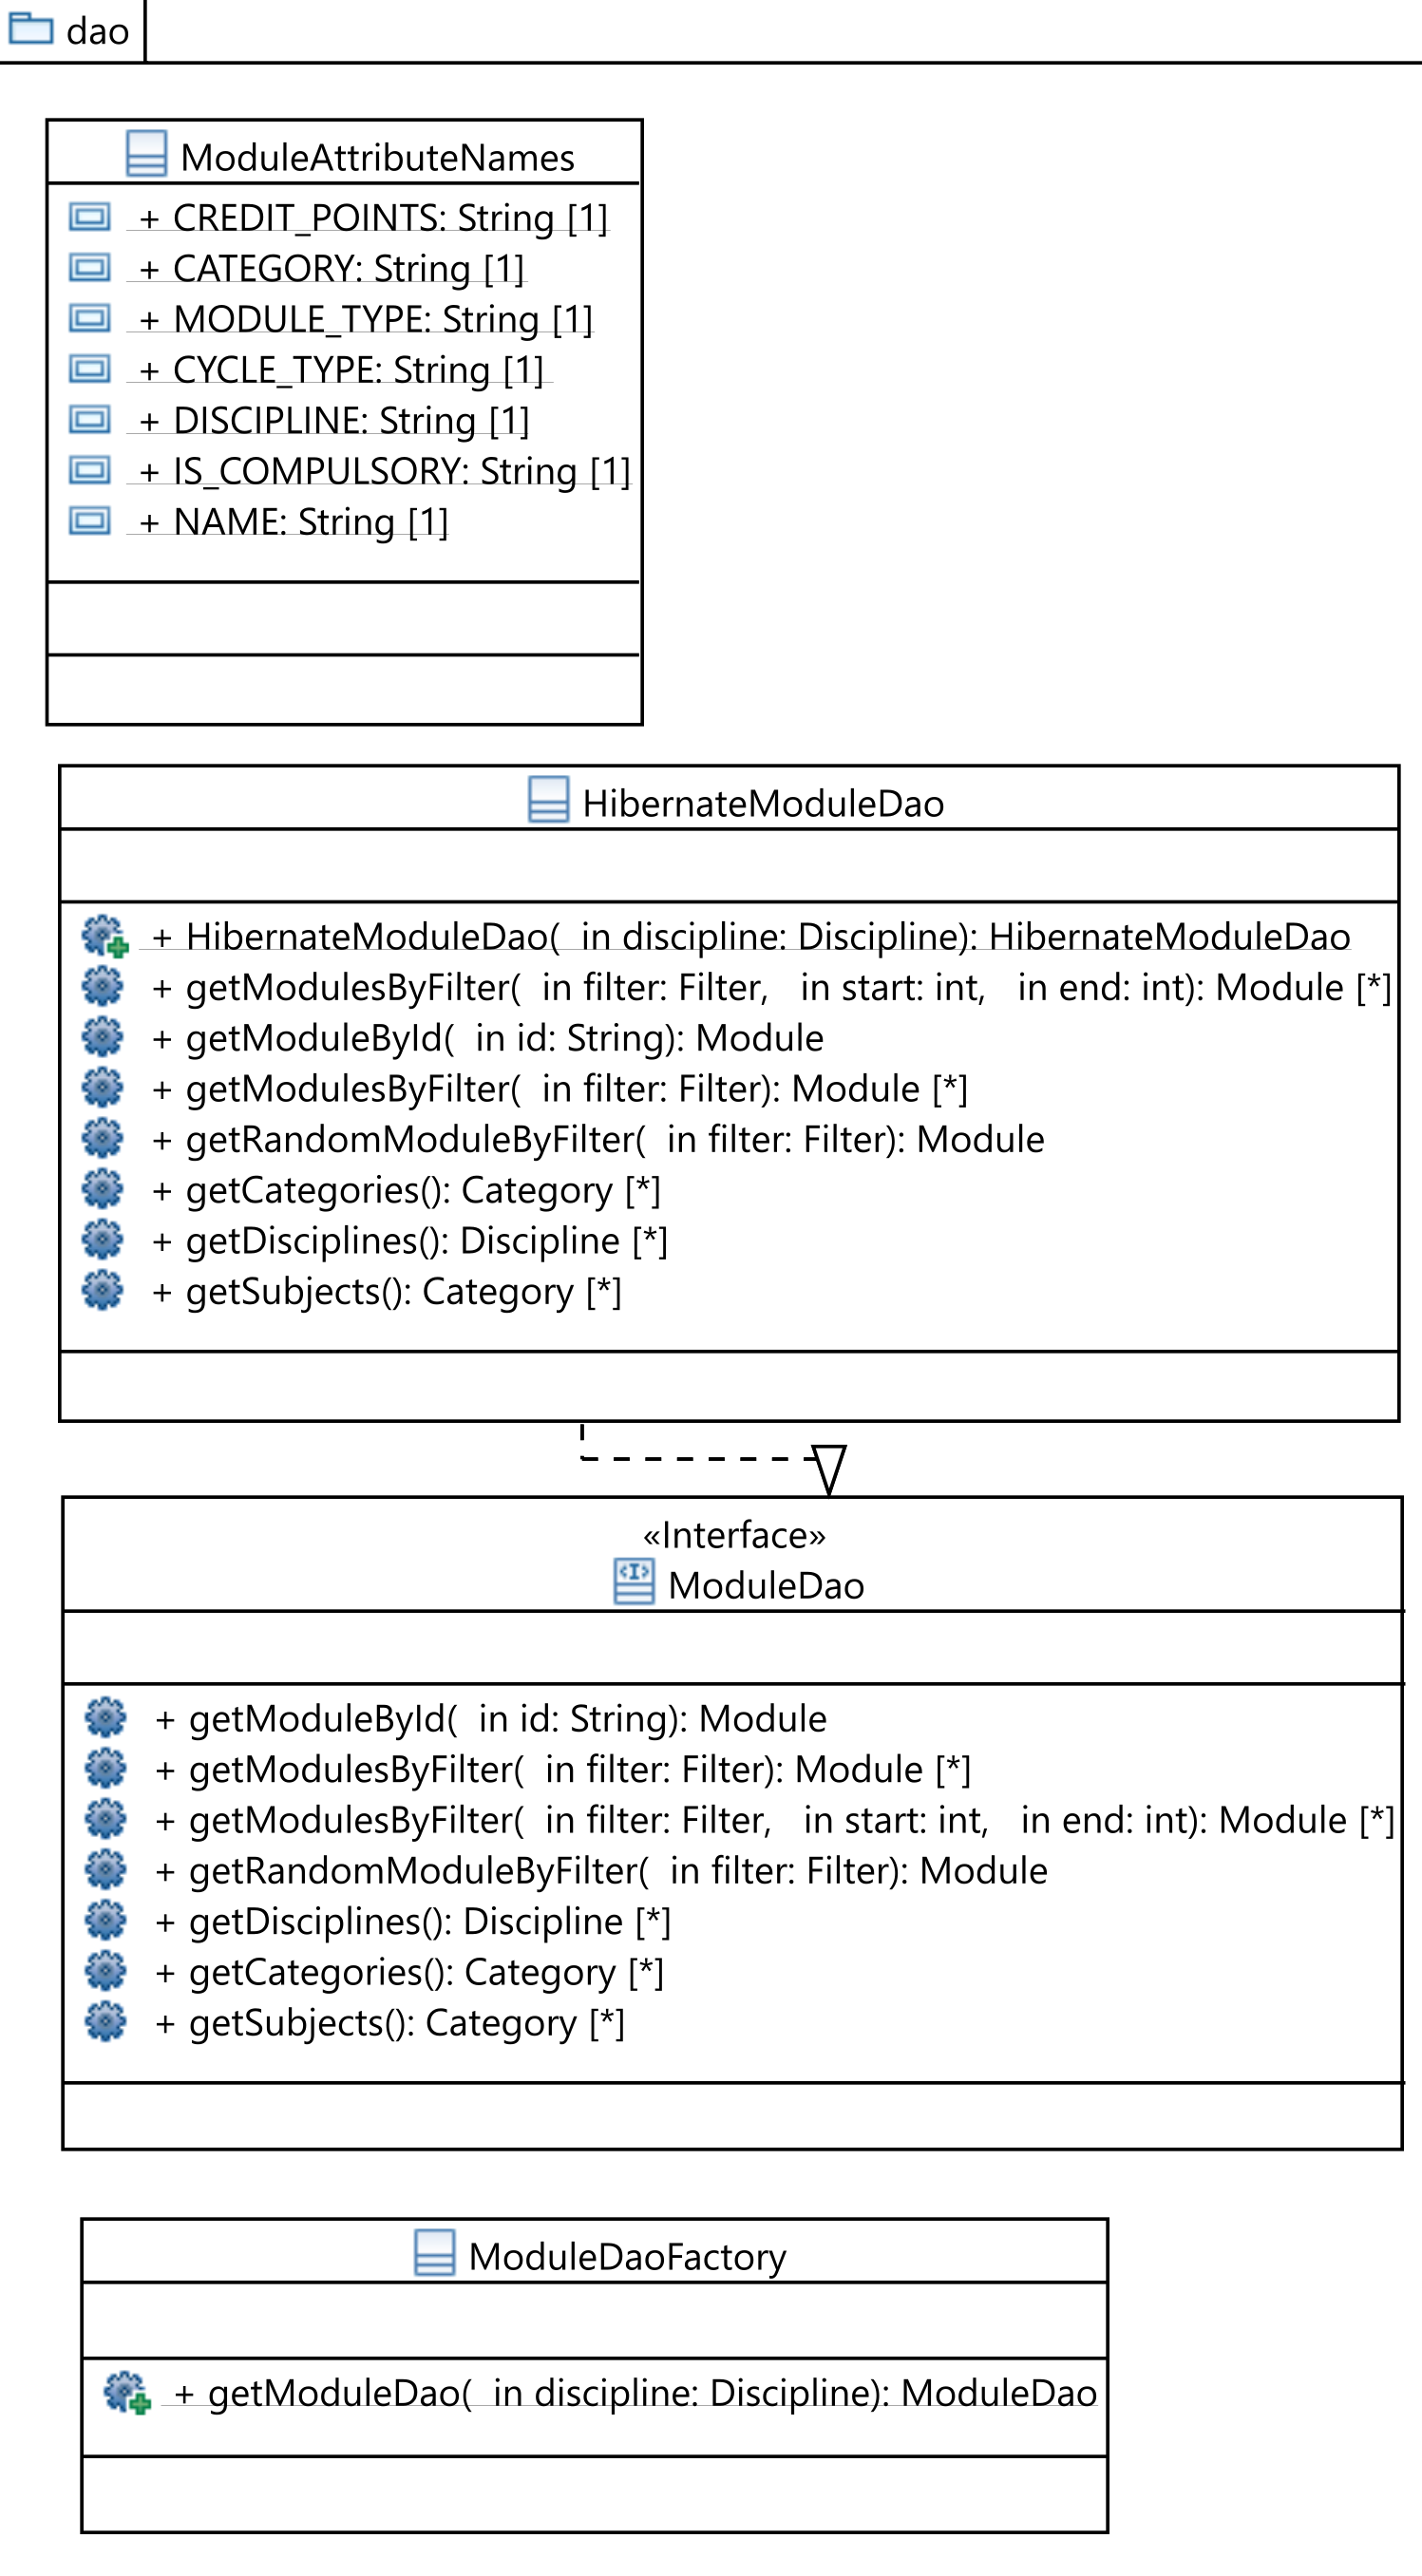 dao
ModuleAttributeNames
+ CREDIT_POINTS: String [1]
+ CATEGORY: String [1]
+ MODULE_TYPE: String [1]
+ CYCLE_TYPE: String [1]
+ DISCIPLINE: String [1]
+ IS_COMPULSORY: String [1]
+ NAME: String [1]
HibernateModuleDao
+ HibernateModuleDao( in discipline: Discipline): HibernateModuleDao
+ getModulesByFilter( in filter: Filter, in start: int, in end: int): Module [*]
+ getModuleById( in id: String): Module
+ getModulesByFilter( in filter: Filter): Module [*]
+ getRandomModuleByFilter( in filter: Filter): Module
+ getCategories(): Category [*]
+ getDisciplines(): Discipline [*]
+ getSubjects(): Category [*]
«Interface»
<I> ModuleDao
+ getModuleById( in id: String): Module
+ getModulesByFilter( in filter: Filter): Module [*]
+ getModulesByFilter( in filter: Filter, in start: int, in end: int): Module [*]
+ getRandomModuleByFilter( in filter: Filter): Module
+ getDisciplines(): Discipline [*]
+ getCategories(): Category [*]
+ getSubjects(): Category [*]
ModuleDaoFactory
+ getModuleDao( in discipline: Discipline): ModuleDao